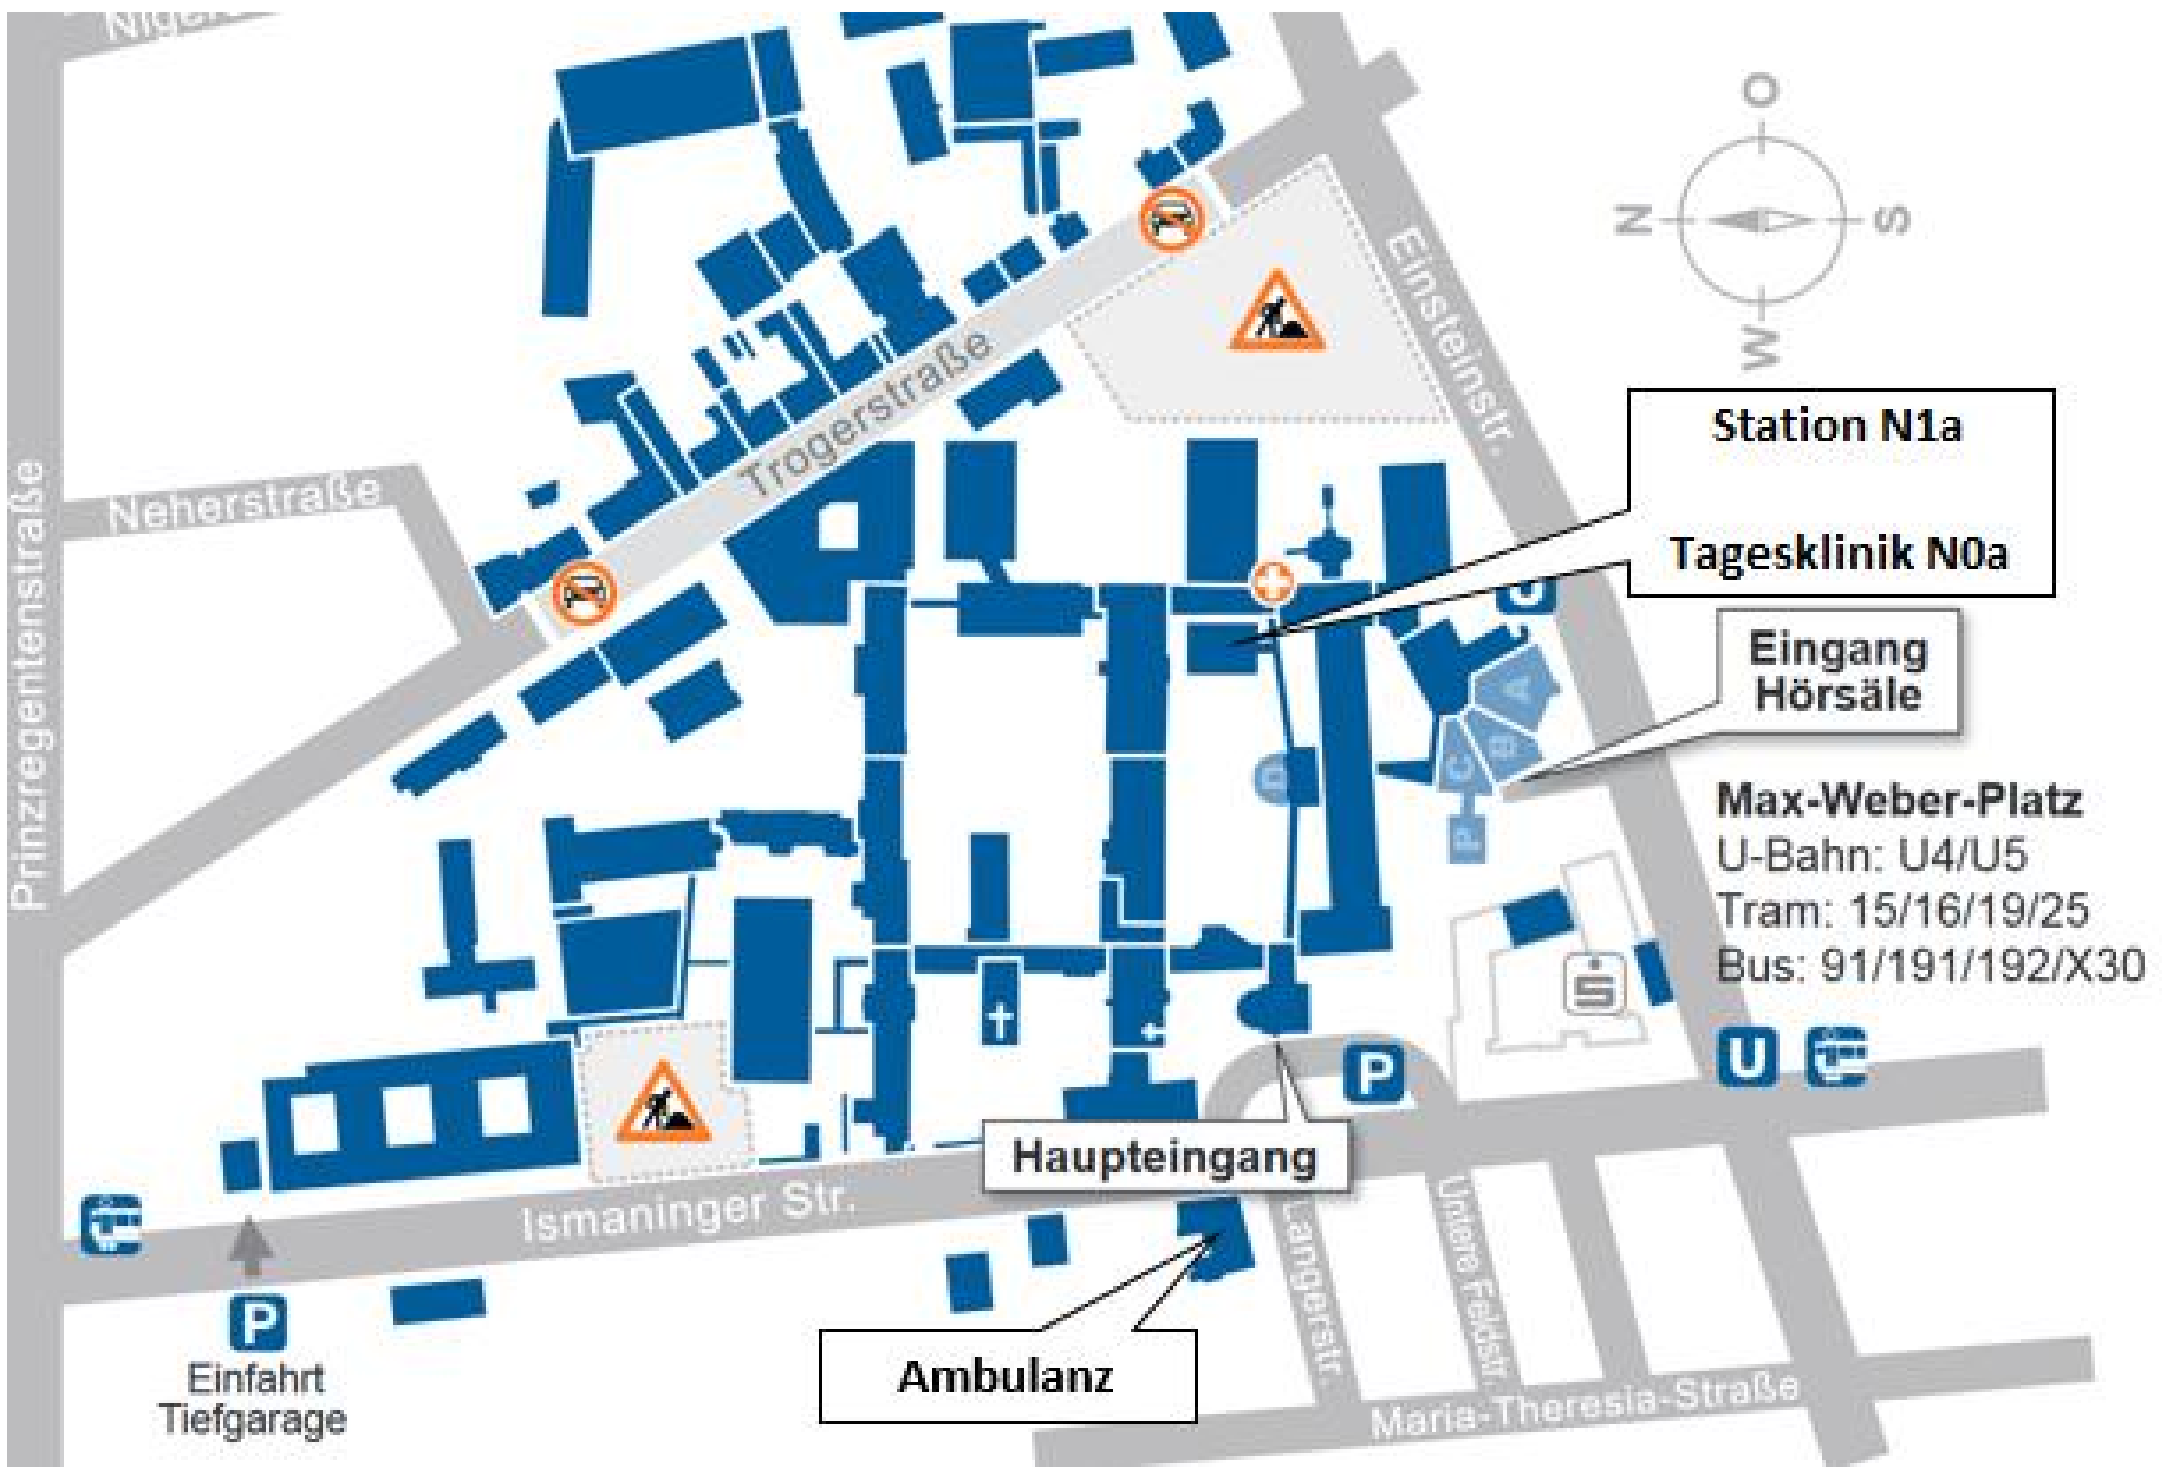 O
N
S
W
Einsteinstr.
Station N1a
Tagesklinik N0a
Trogerstraße
Neherstraße
Prinzregentenstraße
U
Eingang
Hörsäle
A
B
C
D
P
Max-Weber-Platz
U-Bahn: U4/U5
Tram: 15/16/19/25
Bus: 91/191/192/X30
S
U
P
Haupteingang
Ismaninger Str.
Langerstr.
Untere Feldstr.
P
Einfahrt
Tiefgarage
Ambulanz
Maria-Theresia-Straße